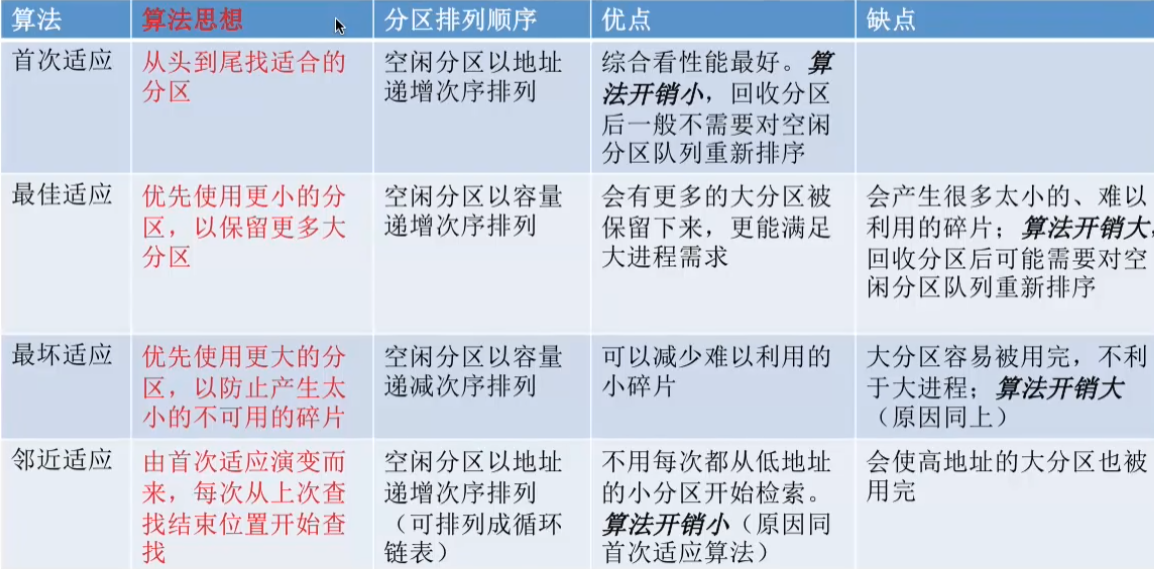 算法
算法思想
分区排列顺序
优点
缺点
首次适应
从头到尾找适合的
分区
空闲分区以地址
递增次序排列
综合看性能最好。算
法开销小，回收分区
后一般不需要对空闲
分区队列重新排序
最佳适应
优先使用更小的分
区，以保留更多大
分区
空闲分区以容量
递增次序排列
会有更多的大分区被
保留下来，更能满足
大进程需求
会产生很多太小的、难以
利用的碎片；算法开销大，
回收分区后可能需要对空
闲分区队列重新排序
最坏适应
优先使用更大的分
区，以防止产生太
小的不可用的碎片
空闲分区以容量
递减次序排列
可以减少难以利用的
小碎片
大分区容易被用完，不利
于大进程；算法开销大
（原因同上）
邻近适应
由首次适应演变而
来，每次从上次查
找结束位置开始查
找
空闲分区以地址
递增次序排列
（可排列成循环
链表）
不用每次都从低地址
的小分区开始检索。
算法开销小（原因同
首次适应算法）
会使高地址的大分区也被
用完